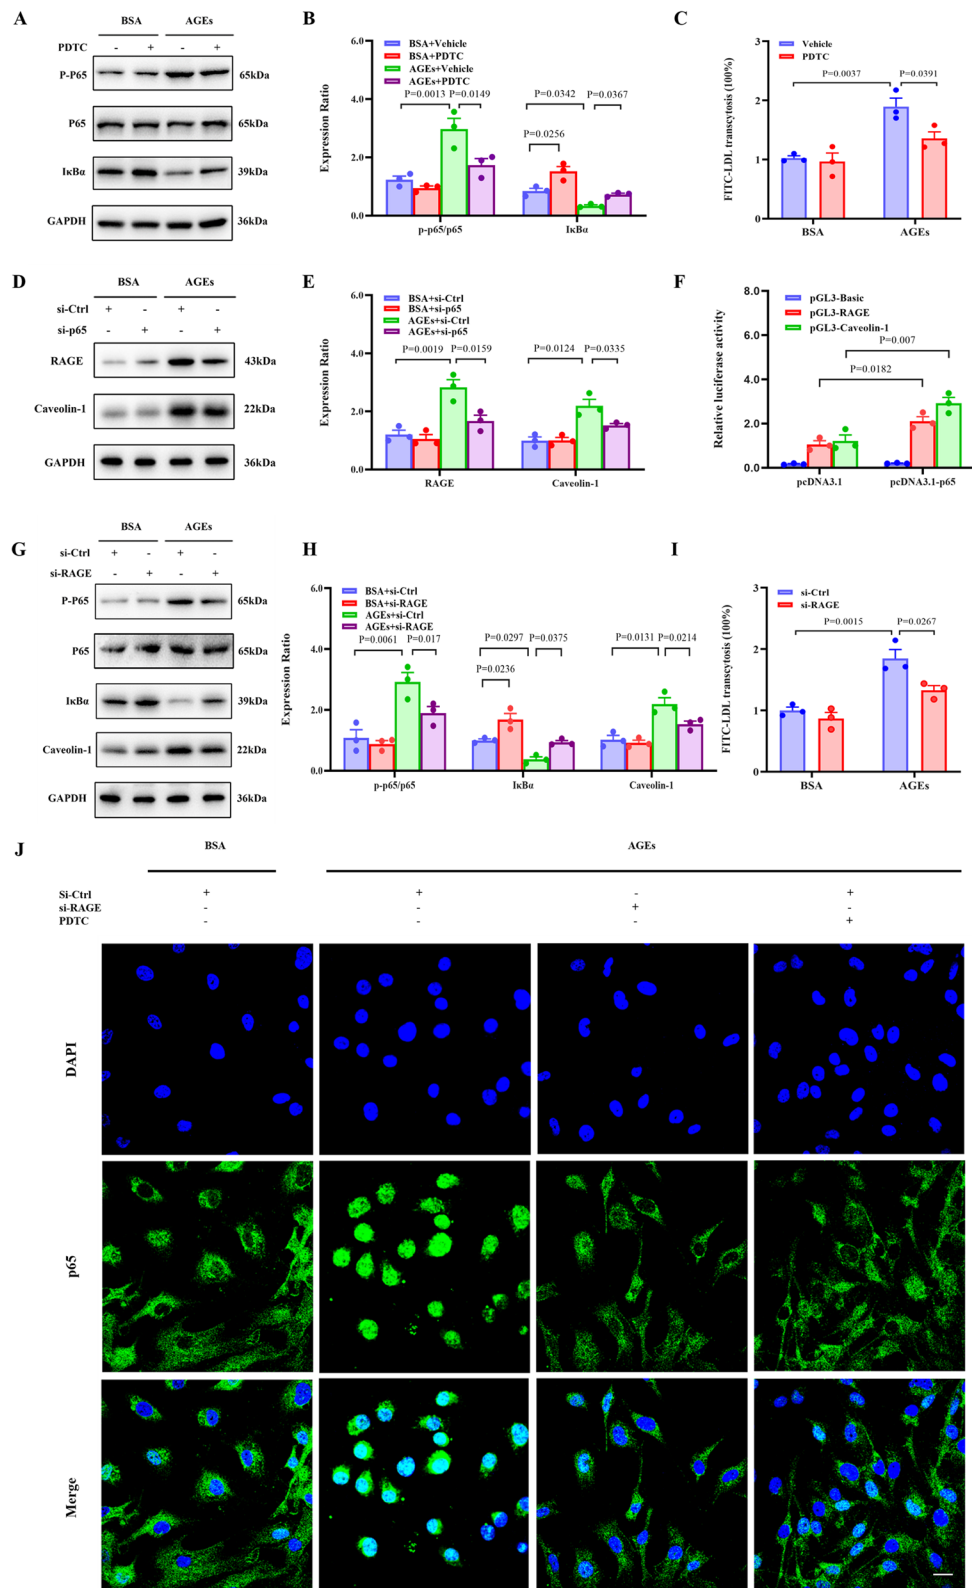 A
BSA AGEs
PDTC - + - +
P-P65 65kDa
P65 65kDa
IκBα 39kDa
GAPDH 36kDa
B
Expression Ratio
6.0
4.0
2.0
0.0
BSA+Vehicle
BSA+PDTC
AGEs+Vehicle
AGEs+PDTC
P=0.0013 P=0.0149
P=0.0342 P=0.0367
P=0.0256
p-p65/p65 IκBα
C
FITC-LDL transcytosis (100%)
3
2
1
0
Vehicle
PDTC
P=0.0037 P=0.0391
BSA AGEs
D
BSA AGEs
si-Ctrl + - + -
si-p65 - + - +
RAGE 43kDa
Caveolin-1 22kDa
GAPDH 36kDa
E
Expression Ratio
6.0
4.0
2.0
0.0
BSA+si-Ctrl
BSA+si-p65
AGEs+si-Ctrl
AGEs+si-p65
P=0.0019 P=0.0159
P=0.0124 P=0.0335
RAGE Caveolin-1
F
Relative luciferase activity
8.0
6.0
4.0
2.0
0.0
pGL3-Basic
pGL3-RAGE
pGL3-Caveolin-1
P=0.007
P=0.0182
pcDNA3.1 pcDNA3.1-p65
G
BSA AGEs
si-Ctrl + - + -
si-RAGE - + - +
P-P65 65kDa
P65 65kDa
IκBα 39kDa
Caveolin-1 22kDa
GAPDH 36kDa
H
Expression Ratio
6.0
4.0
2.0
0.0
BSA+si-Ctrl
BSA+si-RAGE
AGEs+si-Ctrl
AGEs+si-RAGE
P=0.0061 P=0.017
P=0.0297 P=0.0375
P=0.0236
P=0.0131 P=0.0214
p-p65/p65 IκBα Caveolin-1
I
FITC-LDL transcytosis (100%)
3
2
1
0
si-Ctrl
si-RAGE
P=0.0015 P=0.0267
BSA AGEs
J
BSA AGEs
Si-Ctrl + + - +
si-RAGE - - + -
PDTC - - - +
DAPI
p65
Merge